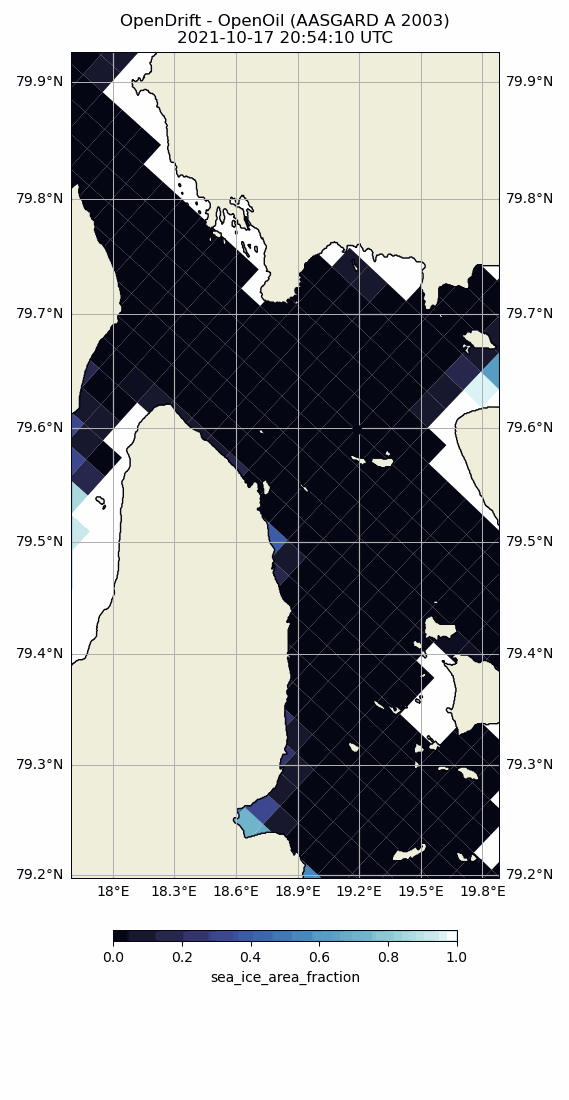 OpenDrift - OpenOil (AASGARD A 2003)
2021-10-17 20:54:10 UTC
79.9°N 79.9°N
79.8°N 79.8°N
79.7°N 79.7°N
79.6°N 79.6°N
79.5°N 79.5°N
79.4°N 79.4°N
79.3°N 79.3°N
79.2°N 79.2°N
18°E 18.3°E 18.6°E 18.9°E 19.2°E 19.5°E 19.8°E
0.0 0.2 0.4 0.6 0.8 1.0
sea_ice_area_fraction